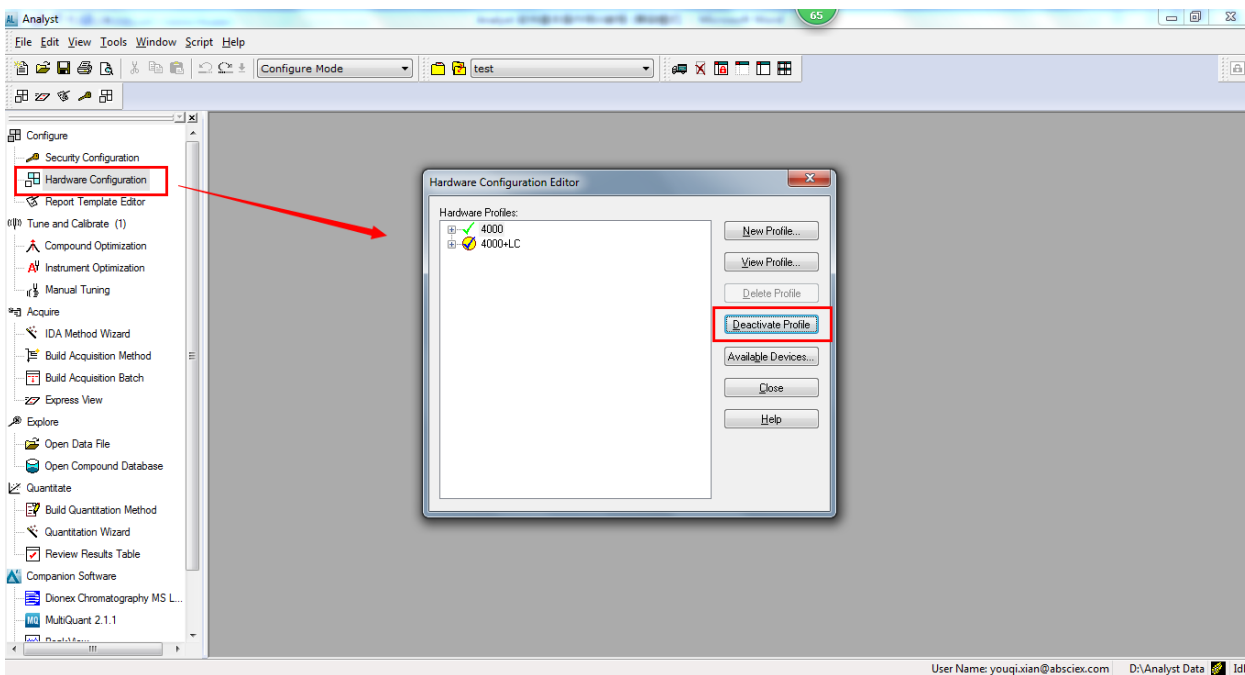 Analyst
65
File Edit View Tools Window Script Help
Configure Mode
test
Configure
Security Configuration
Hardware Configuration
Report Template Editor
Tune and Calibrate (1)
Compound Optimization
Instrument Optimization
Manual Tuning
Acquire
IDA Method Wizard
Build Acquisition Method
Build Acquisition Batch
Express View
Explore
Open Data File
Open Compound Database
Quantitate
Build Quantitation Method
Quantitation Wizard
Review Results Table
Companion Software
Dionex Chromatography MS L...
MQ MultiQuant 2.1.1
Hardware Configuration Editor
Hardware Profiles:
4000
4000+LC
New Profile...
View Profile...
Delete Profile
Deactivate Profile
Available Devices...
Close
Help
User Name: youqi.xian@absciex.com D:\Analyst Data Idl